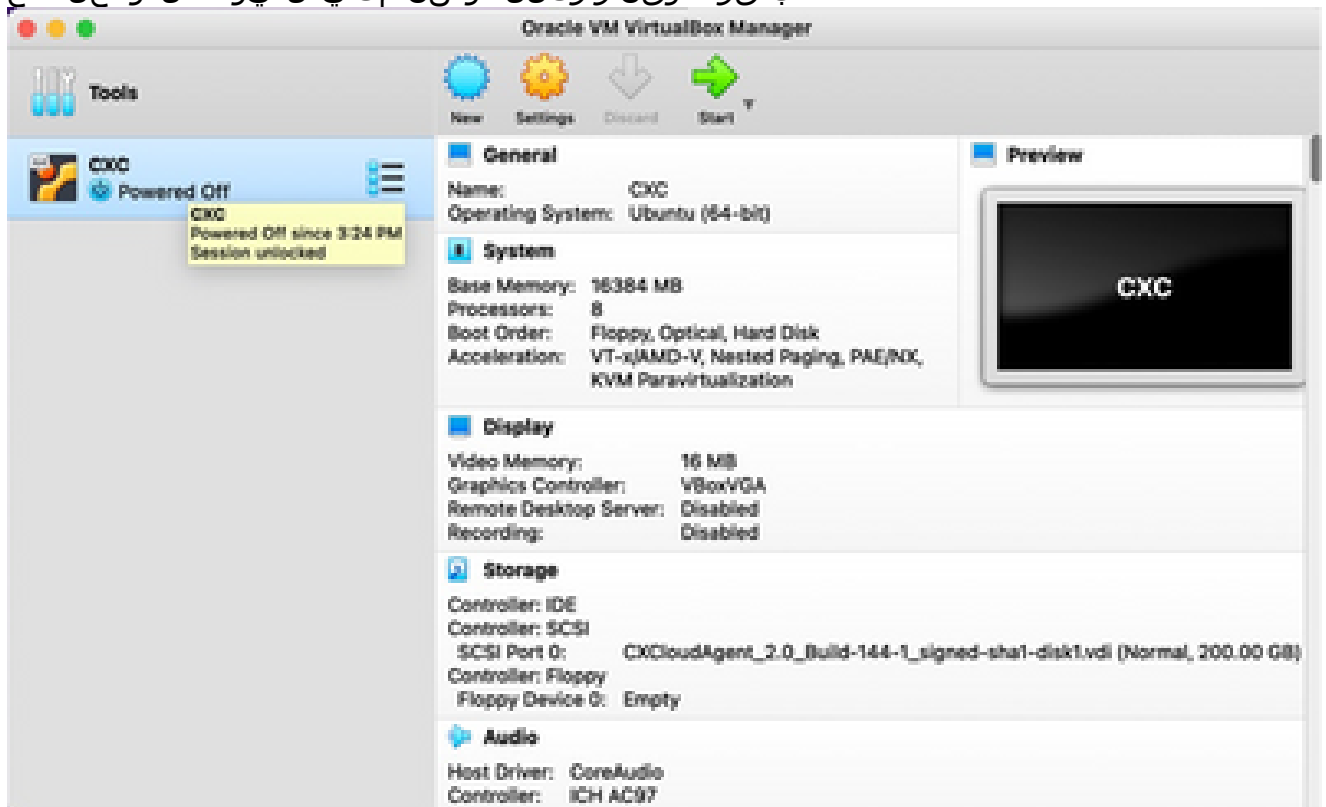 Oracle VM VirtualBox Manager
Tools
New Settings Discard Start
CXC
Powered Off
CXC
Powered Off since 3:24 PM
Session unlocked
General
Name: CXC
Operating System: Ubuntu (64-bit)
Preview
CXC
System
Base Memory: 16384 MB
Processors: 8
Boot Order: Floppy, Optical, Hard Disk
Acceleration: VT-x/AMD-V, Nested Paging, PAE/NX,
KVM Paravirtualization
Display
Video Memory: 16 MB
Graphics Controller: VBoxVGA
Remote Desktop Server: Disabled
Recording: Disabled
Storage
Controller: IDE
Controller: SCSI
SCSI Port 0: CXCloudAgent_2.0_Build-144-1_signed-sha1-disk1.vdi (Normal, 200.00 GB)
Controller: Floppy
Floppy Device 0: Empty
Audio
Host Driver: CoreAudio
Controller: ICH AC97